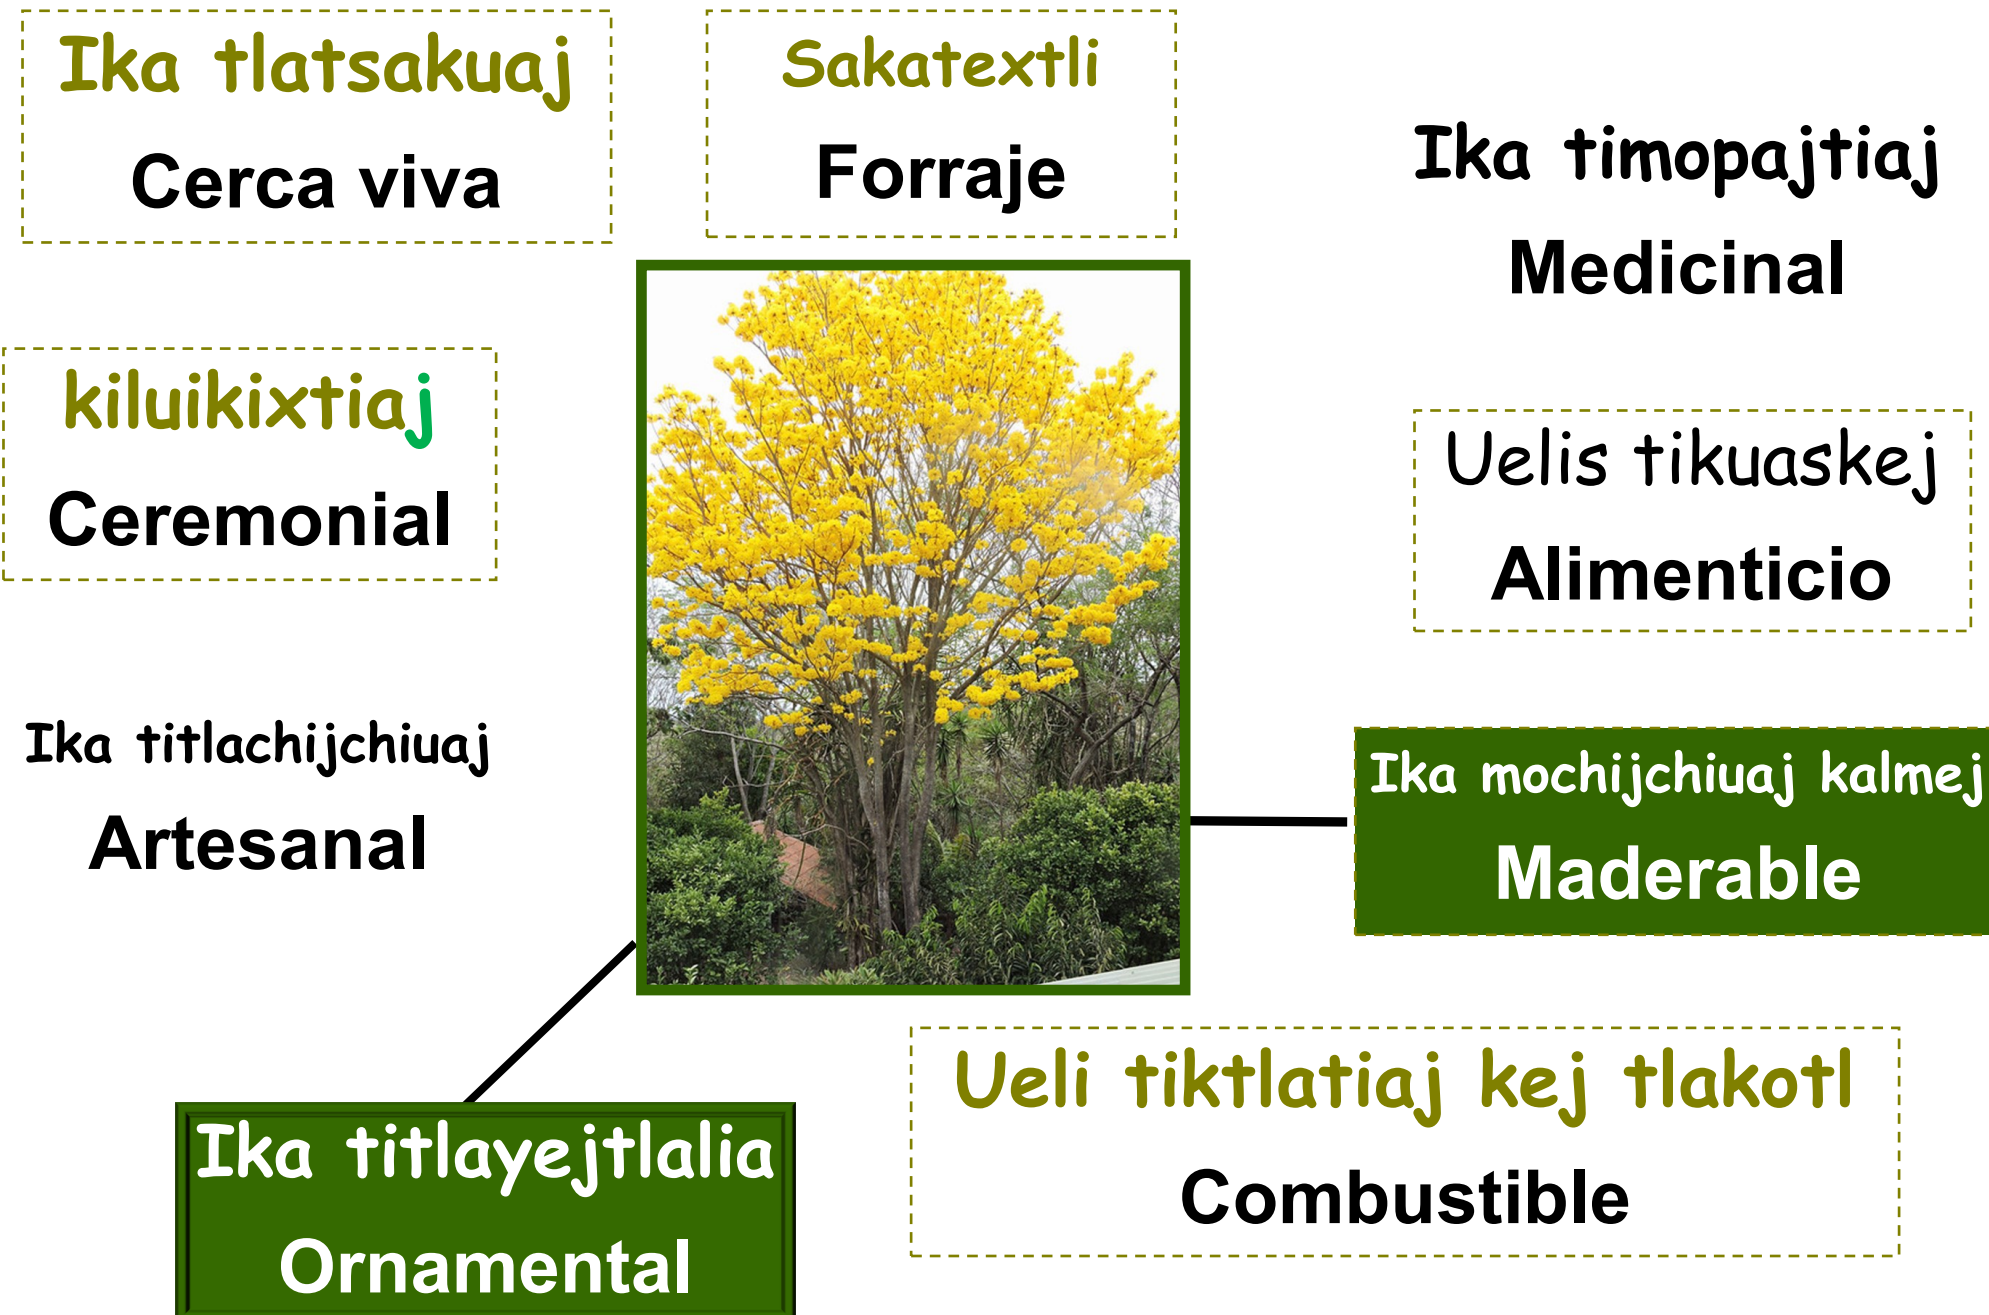 Ika tlatsakuaj
Cerca viva
Sakatextli
Forraje
Ika timopajtiaj
Medicinal
kiluikixtiaj
Ceremonial
Uelis tikuaskej
Alimenticio
Ika titlachijchiuaj
Artesanal
Ika mochijchiuaj kalmej
Maderable
Ueli tiktlatiaj kej tlakotl
Combustible
Ika titlayejtlalia
Ornamental